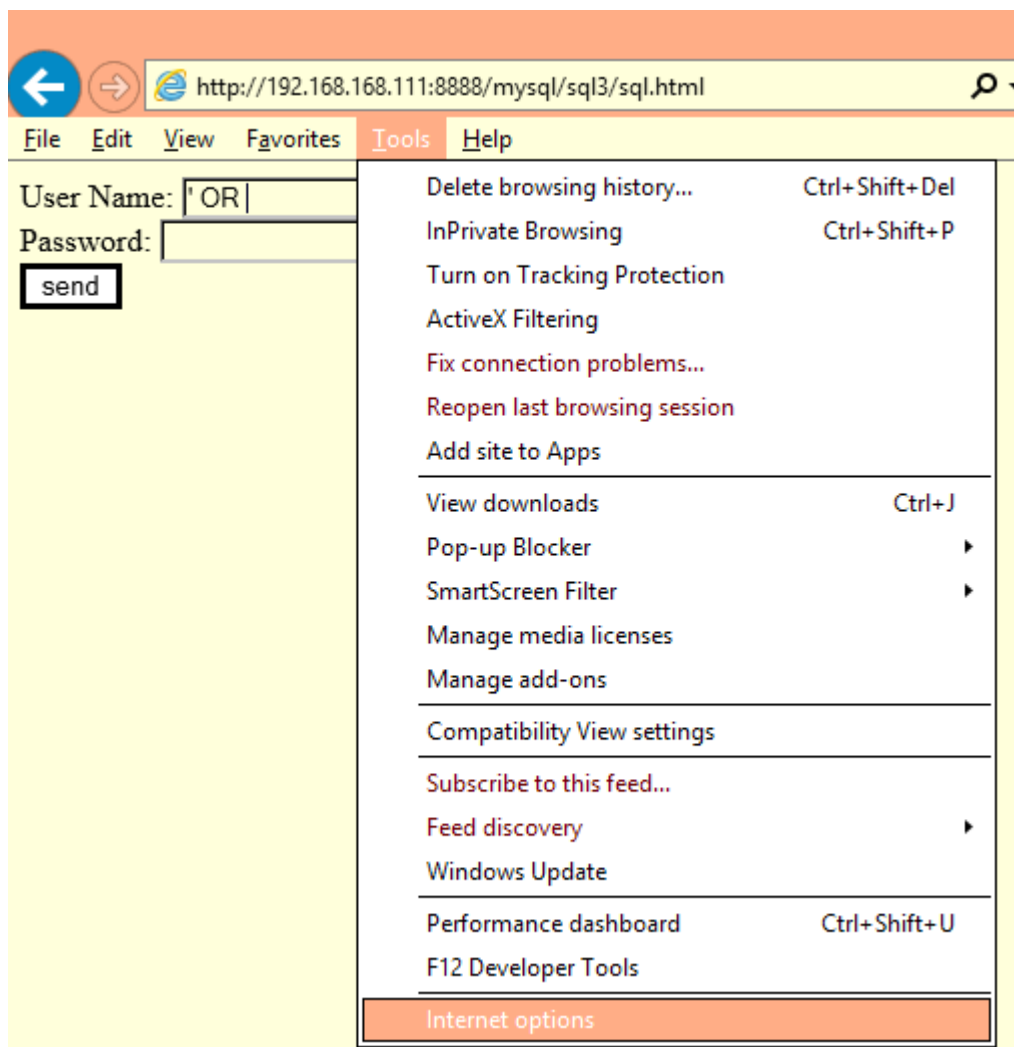 http://192.168.168.111:8888/mysql/sql3/sql.html
File Edit View Favorites Tools Help
User Name: ' OR
Password:
send
Delete browsing history... Ctrl+Shift+Del
InPrivate Browsing Ctrl+Shift+P
Turn on Tracking Protection
ActiveX Filtering
Fix connection problems...
Reopen last browsing session
Add site to Apps
View downloads Ctrl+J
Pop-up Blocker
SmartScreen Filter
Manage media licenses
Manage add-ons
Compatibility View settings
Subscribe to this feed...
Feed discovery
Windows Update
Performance dashboard Ctrl+Shift+U
F12 Developer Tools
Internet options